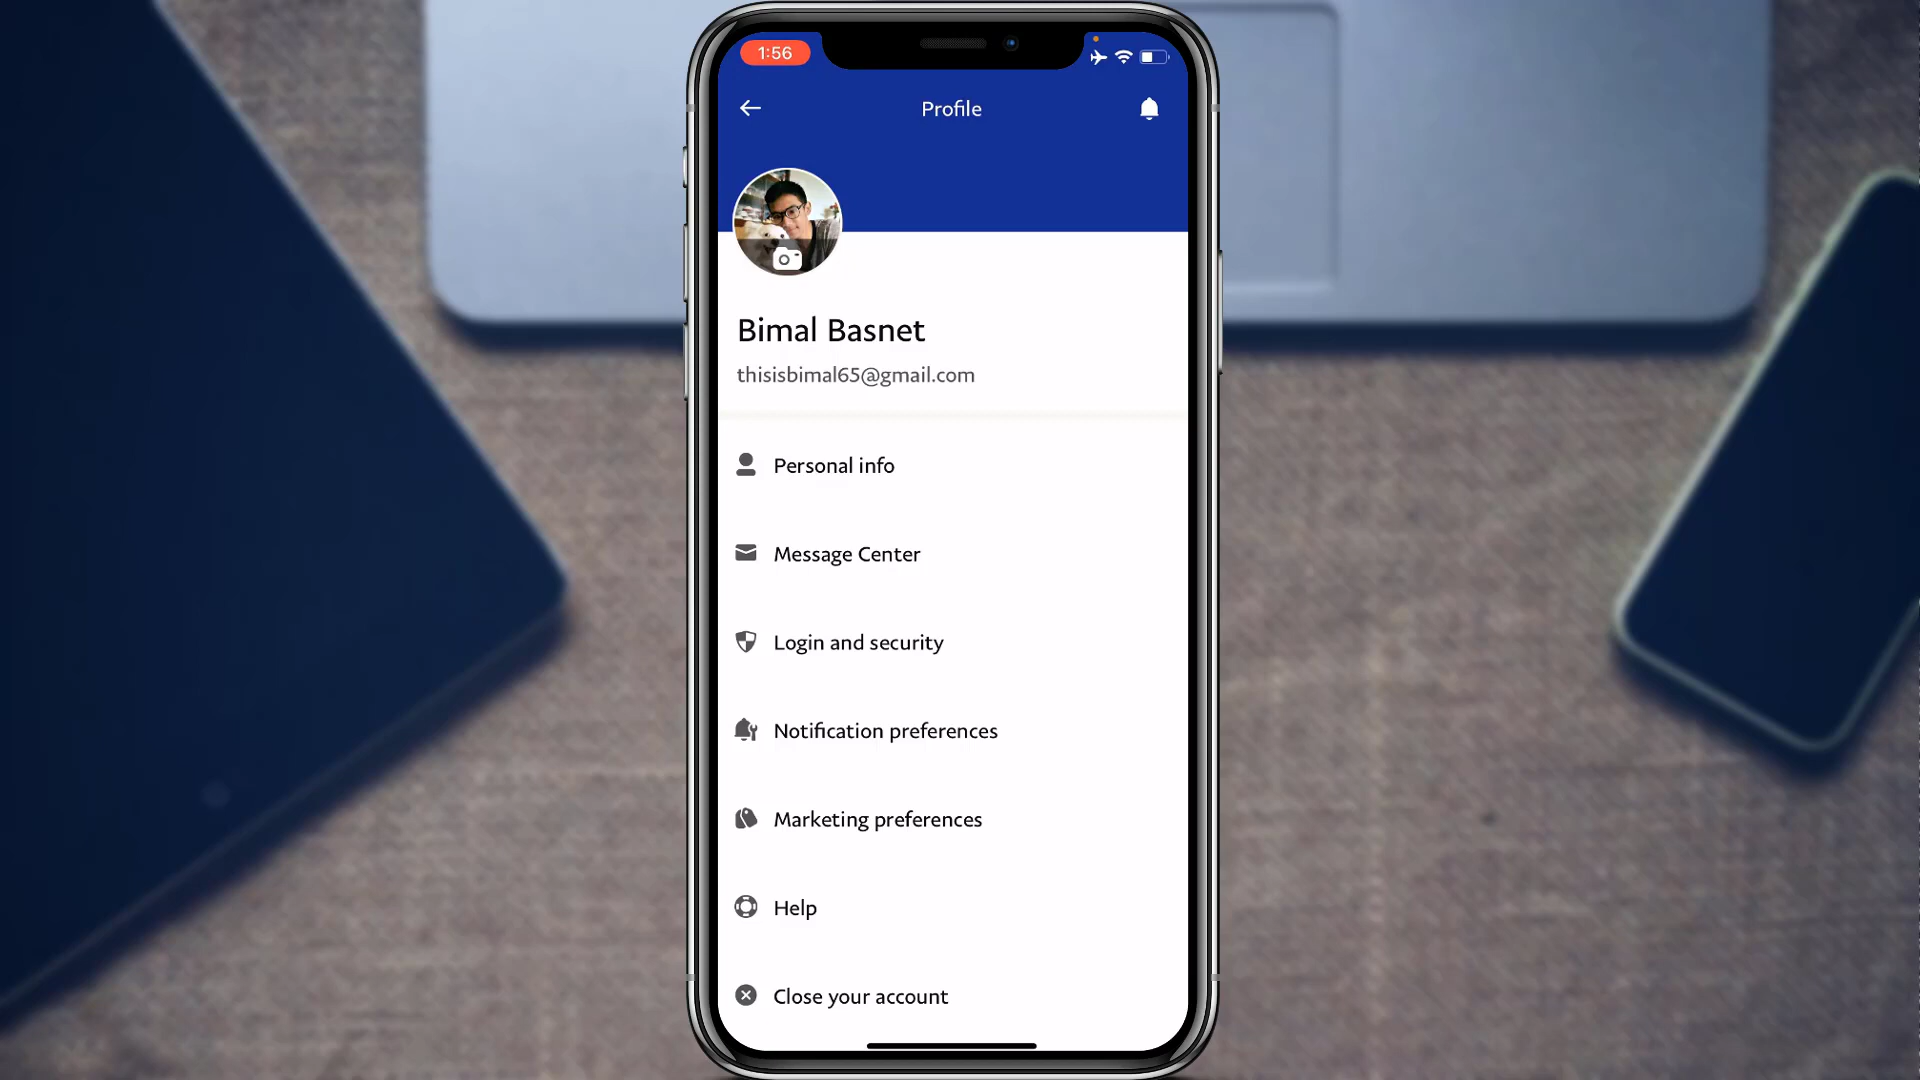 1:56
Profile
Bimal Basnet
thisisbimal65@gmail.com
Personal info
Message Center
Login and security
Notification preferences
Marketing preferences
Help
Close your account